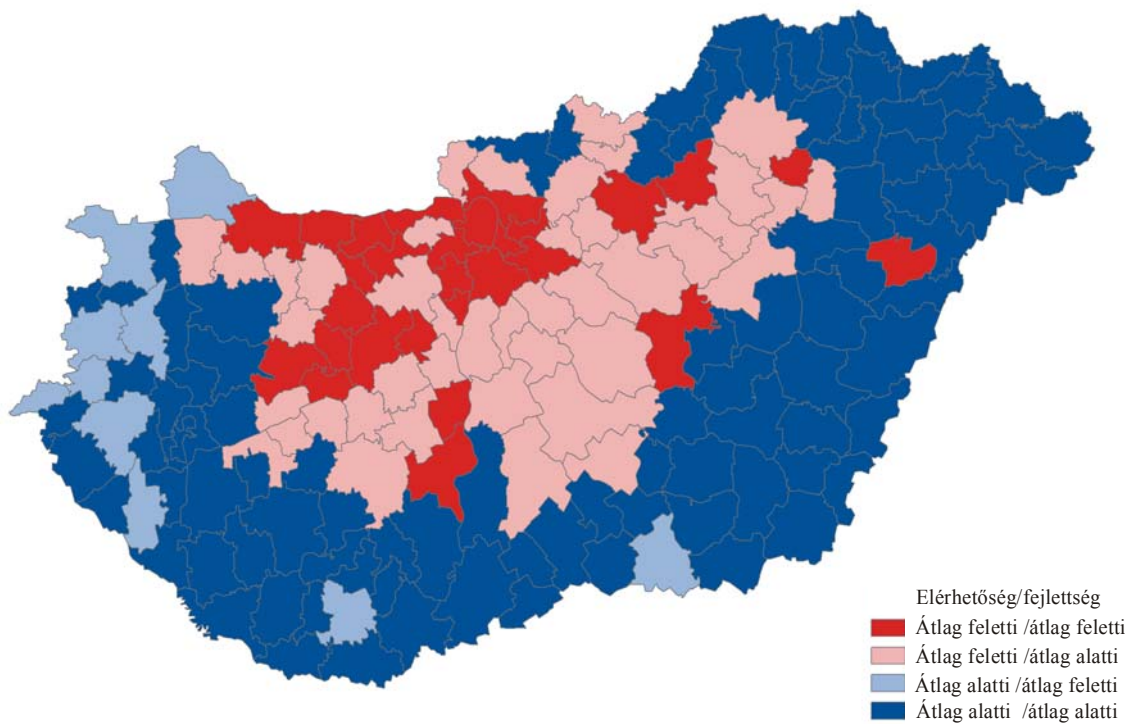 Elérhetőség/fejlettség
Átlag feletti /átlag feletti
Átlag feletti /átlag alatti
Átlag alatti /átlag feletti
Átlag alatti /átlag alatti